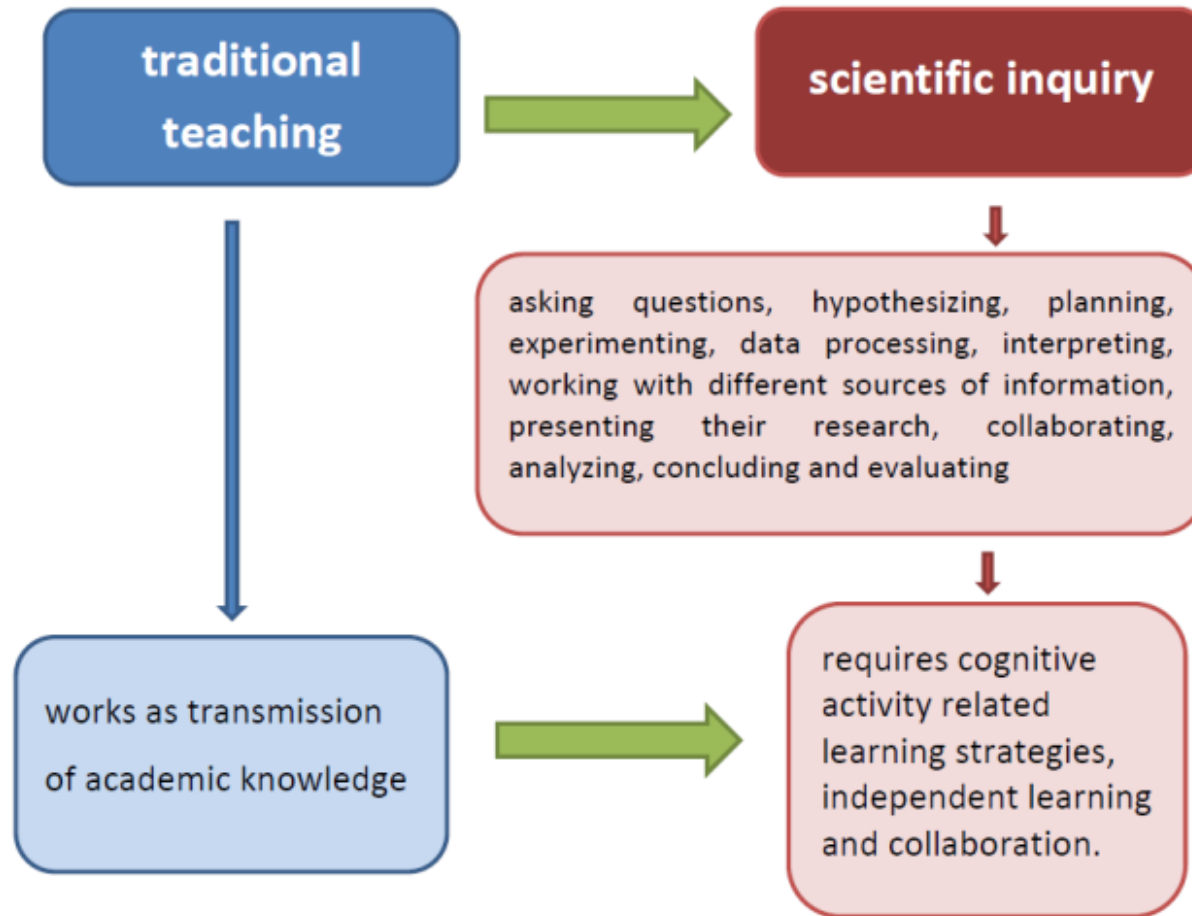 traditional
teaching
scientific inquiry
asking questions, hypothesizing, planning,
experimenting, data processing, interpreting,
working with different sources of information,
presenting their research, collaborating,
analyzing, concluding and evaluating
works as transmission
of academic knowledge
requires cognitive
activity related
learning strategies,
independent learning
and collaboration.